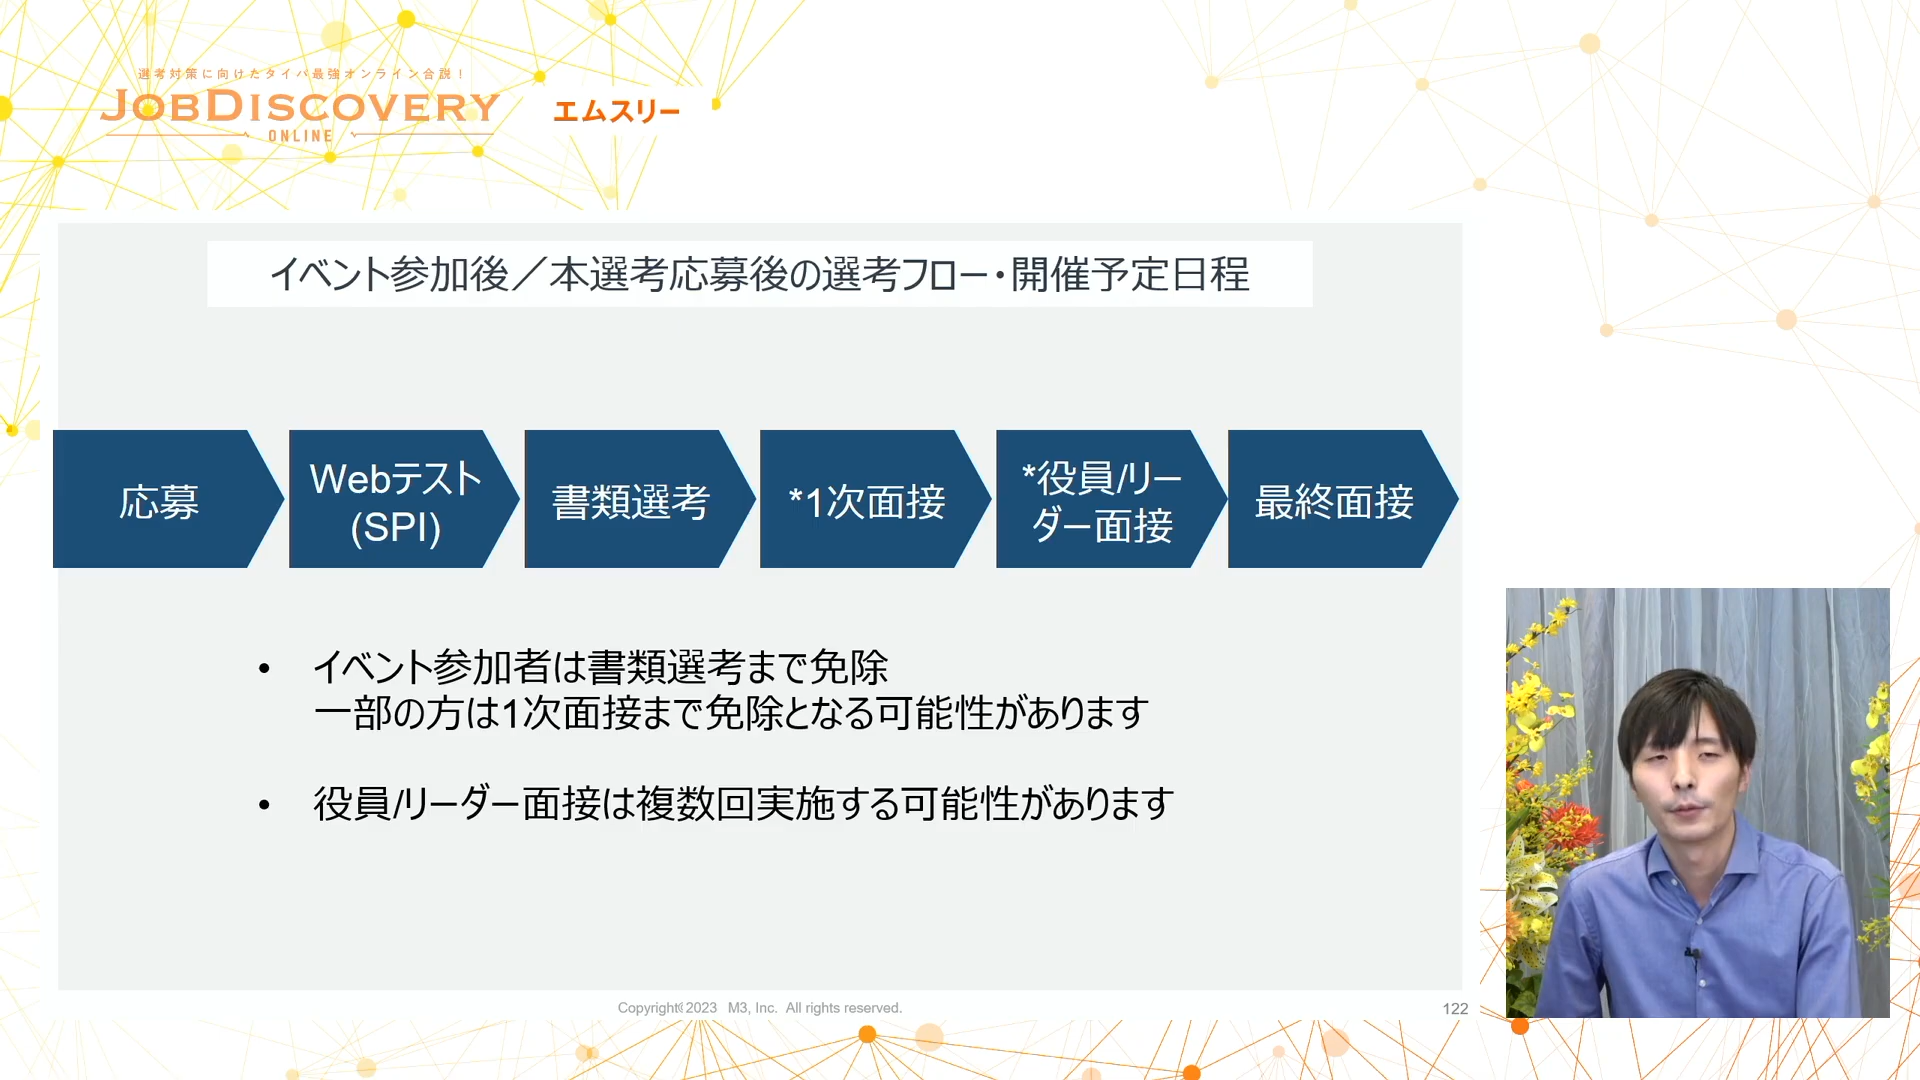 選考対策に向けたタイパ最強オンライン合説！
JOBDISCOVERY
ONLINE
エムスリー
イベント参加後／本選考応募後の選考フロー・開催予定日程
応募
Webテスト
(SPI)
書類選考
*1次面接
*役員/リー
ダー面接
最終面接
• イベント参加者は書類選考まで免除
一部の方は1次面接まで免除となる可能性があります
• 役員/リーダー面接は複数回実施する可能性があります
Copyright© 2023 M3, Inc. All rights reserved.
122